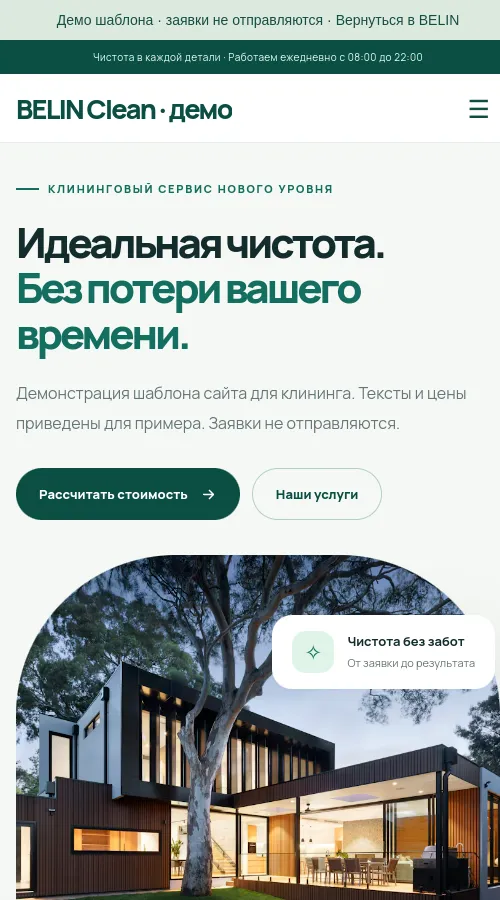 Демо шаблона · заявки не отправляются · Вернуться в BELIN
Чистота в каждой детали · Работаем ежедневно с 08:00 до 22:00
BELIN Clean · демо
КЛИНИНГОВЫЙ СЕРВИС НОВОГО УРОВНЯ
Идеальная чистота.
Без потери вашего
времени.
Демонстрация шаблона сайта для клининга. Тексты и цены
приведены для примера. Заявки не отправляются.
Рассчитать стоимость →
Наши услуги
Чистота без забот
От заявки до результата